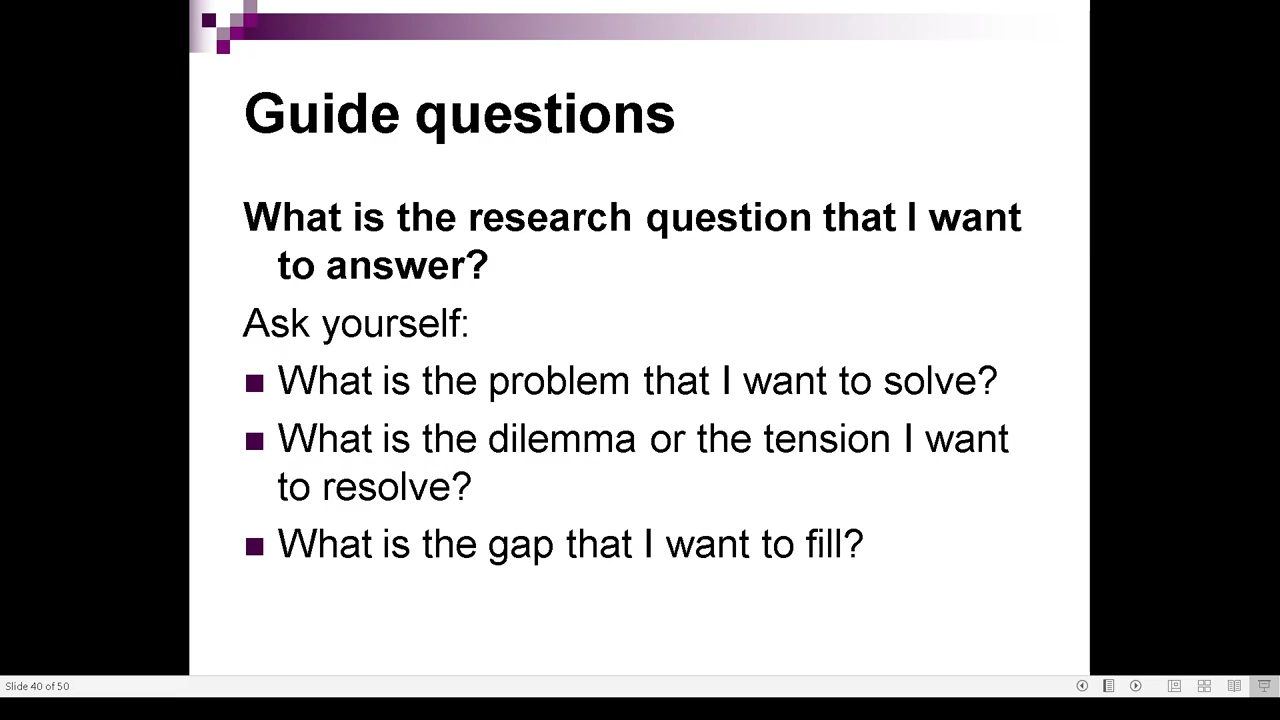 Guide questions
What is the research question that I want
to answer?
Ask yourself:
What is the problem that I want to solve?
What is the dilemma or the tension I want
to resolve?
What is the gap that I want to fill?
Slide 40 of 50